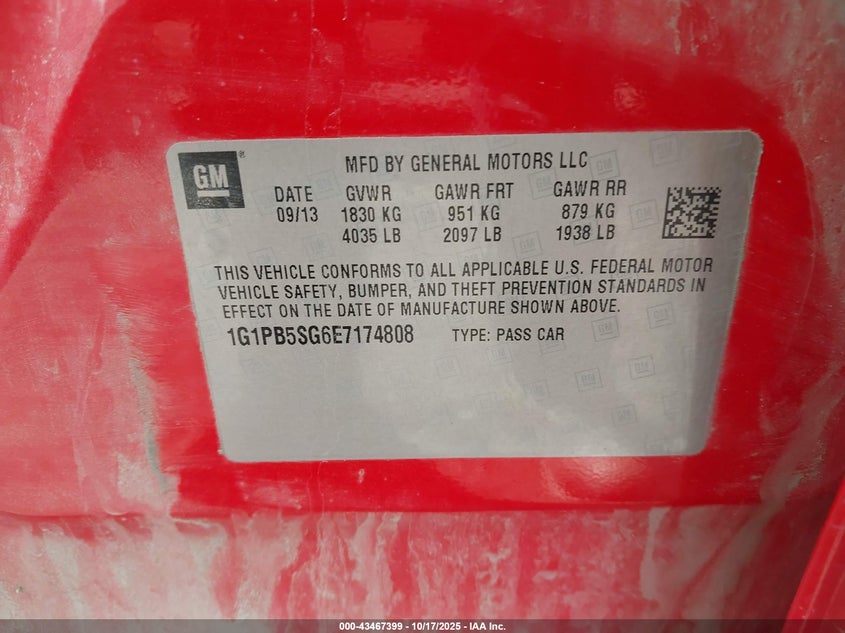 GM ®
MFD BY GENERAL MOTORS LLC
DATE GVWR GAWR FRT GAWR RR
09/13 1830 KG 951 KG 879 KG
4035 LB 2097 LB 1938 LB
THIS VEHICLE CONFORMS TO ALL APPLICABLE U.S. FEDERAL MOTOR
VEHICLE SAFETY, BUMPER, AND THEFT PREVENTION STANDARDS IN
EFFECT ON THE DATE OF MANUFACTURE SHOWN ABOVE.
1G1PB5SG6E7174808 TYPE: PASS CAR
000-43467399 - 10/17/2025 - IAA Inc.